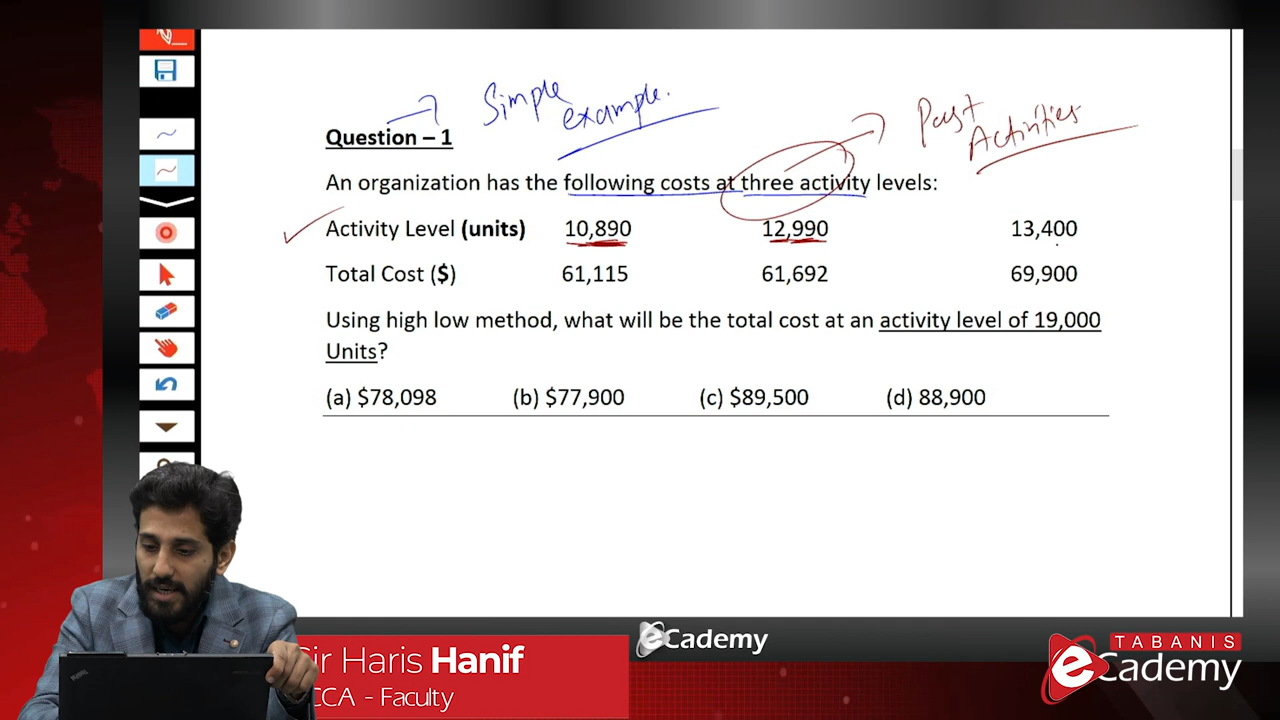 Simple
example.
Past
Activities
Question – 1
An organization has the following costs at three activity levels:
Activity Level (units) 10,890 12,990 13,400
Total Cost ($) 61,115 61,692 69,900
Using high low method, what will be the total cost at an activity level of 19,000
Units?
(a) $78,098 (b) $77,900 (c) $89,500 (d) 88,900
eCademy
Sir Haris Hanif
CCA - Faculty
TABANIS
eCademy